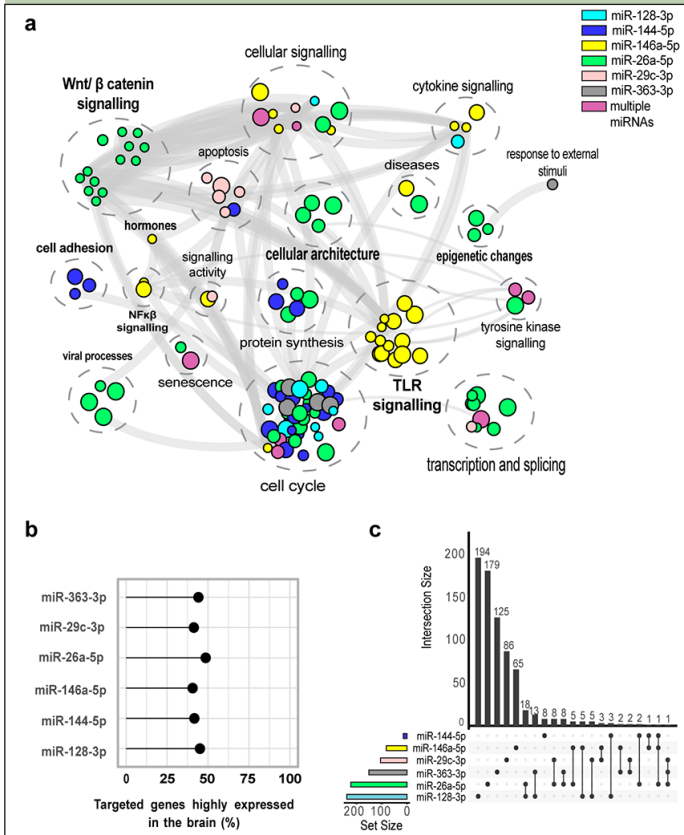 a
miR-128-3p
miR-144-5p
miR-146a-5p
miR-26a-5p
miR-29c-3p
miR-363-3p
multiple
miRNAs
cellular signalling
Wnt/ β catenin
signalling
cytokine signalling
apoptosis
diseases
response to external
stimuli
hormones
cell adhesion
signalling
activity
cellular architecture
epigenetic changes
NFκβ
signalling
protein synthesis
tyrosine kinase
signalling
viral processes
senescence
TLR
signalling
transcription and splicing
cell cycle
b
miR-363-3p
miR-29c-3p
miR-26a-5p
miR-146a-5p
miR-144-5p
miR-128-3p
0 25 50 75 100
Targeted genes highly expressed
in the brain (%)
c
Intersection Size
200
150
100
50
0
194
179
125
86
65
18
13
8 8 8 5 5 5 3 3 2 2 2 1 1 1
miR-144-5p
miR-146a-5p
miR-29c-3p
miR-363-3p
miR-26a-5p
miR-128-3p
200 100 0
Set Size